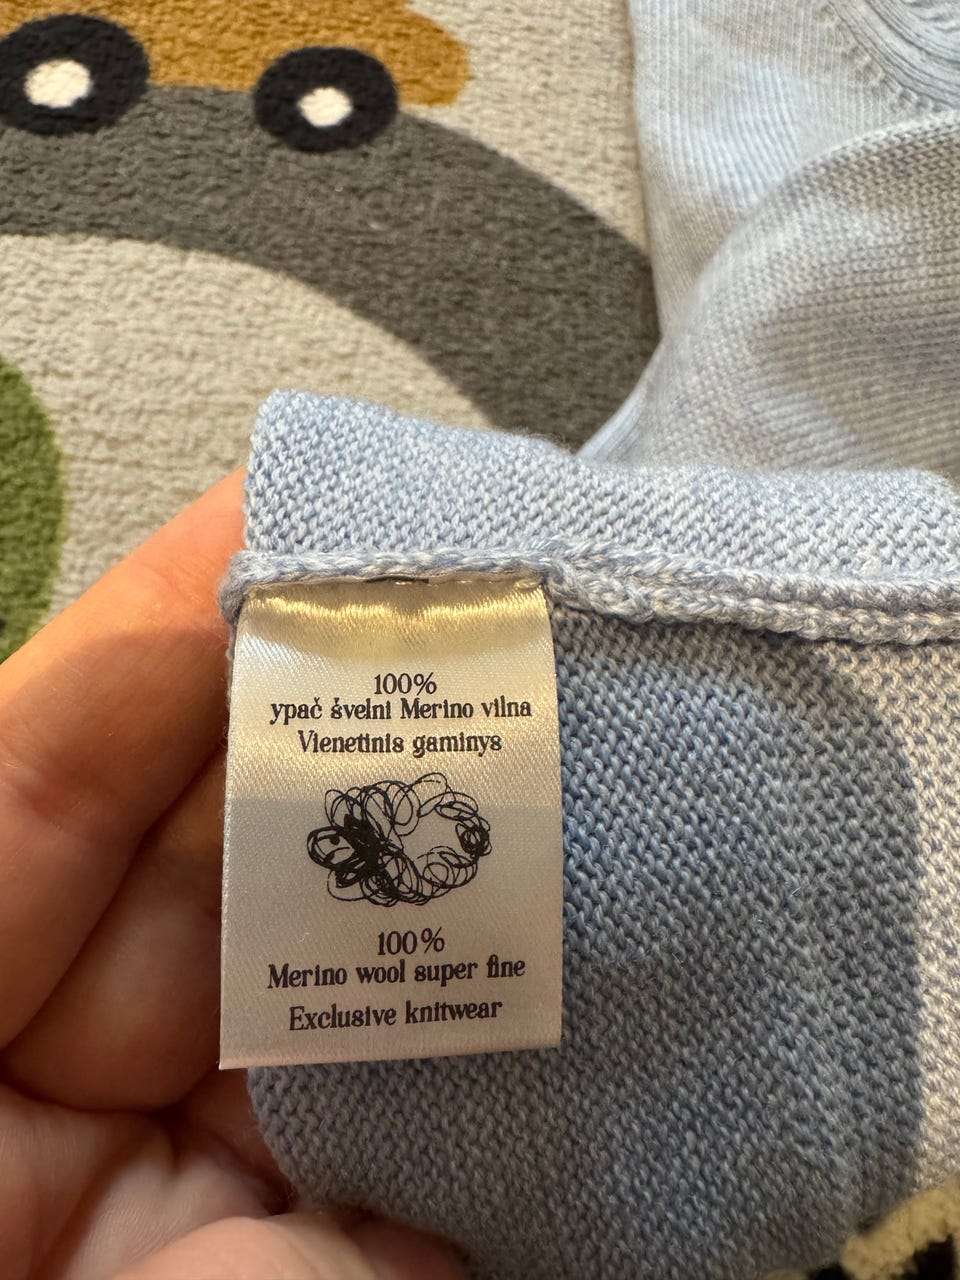 100%
ypač švelni Merino vilna
Vienetinis gaminys
100%
Merino wool super fine
Exclusive knitwear